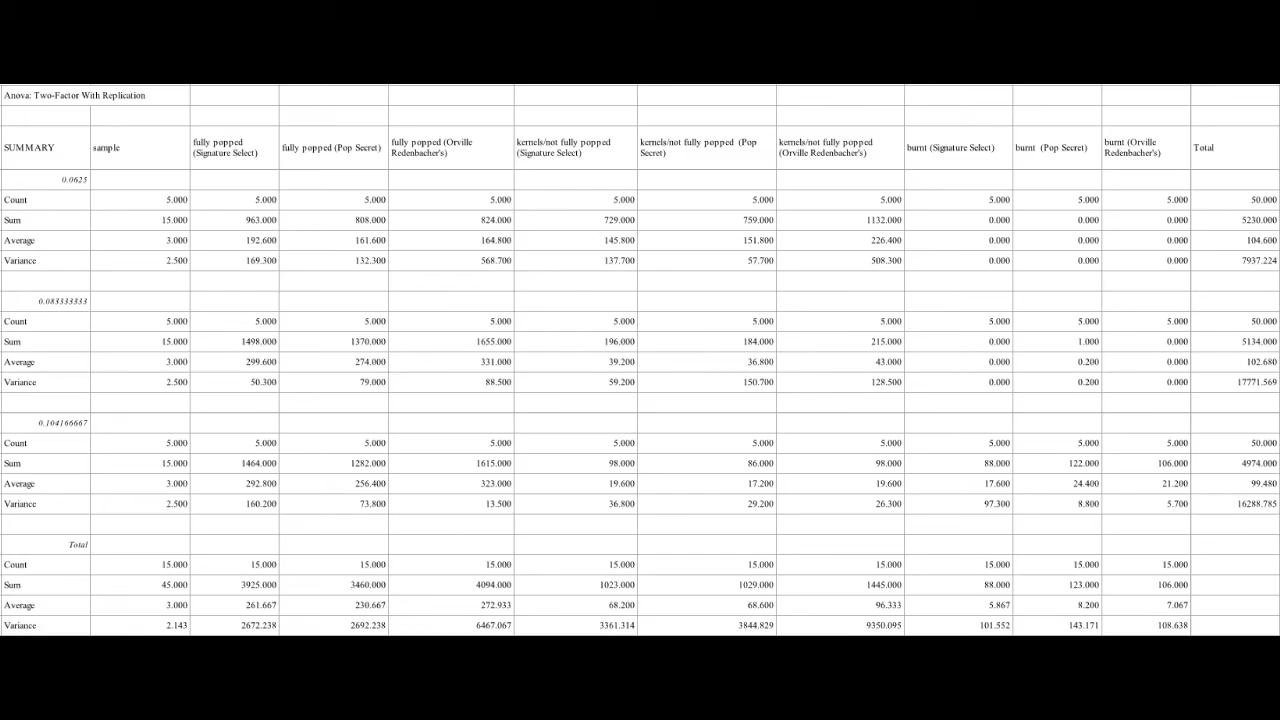 Anova: Two-Factor With Replication
SUMMARY sample fully popped (Signature Select) fully popped (Pop Secret) fully popped (Orville Redenbacher's) kernels/not fully popped (Signature Select) kernels/not fully popped (Pop Secret) kernels/not fully popped (Orville Redenbacher's) burnt (Signature Select) burnt (Pop Secret) burnt (Orville Redenbacher's) Total
0.0625
Count 5.000 5.000 5.000 5.000 5.000 5.000 5.000 5.000 5.000 5.000 50.000
Sum 15.000 963.000 808.000 824.000 729.000 759.000 1132.000 0.000 0.000 0.000 5230.000
Average 3.000 192.600 161.600 164.800 145.800 151.800 226.400 0.000 0.000 0.000 104.600
Variance 2.500 169.300 132.300 568.700 137.700 57.700 508.300 0.000 0.000 0.000 7937.224
0.083333333
Count 5.000 5.000 5.000 5.000 5.000 5.000 5.000 5.000 5.000 5.000 50.000
Sum 15.000 1498.000 1370.000 1655.000 196.000 184.000 215.000 0.000 1.000 0.000 5134.000
Average 3.000 299.600 274.000 331.000 39.200 36.800 43.000 0.000 0.200 0.000 102.680
Variance 2.500 50.300 79.000 88.500 59.200 150.700 128.500 0.000 0.200 0.000 17771.569
0.104166667
Count 5.000 5.000 5.000 5.000 5.000 5.000 5.000 5.000 5.000 5.000 50.000
Sum 15.000 1464.000 1282.000 1615.000 98.000 86.000 98.000 88.000 122.000 106.000 4974.000
Average 3.000 292.800 256.400 323.000 19.600 17.200 19.600 17.600 24.400 21.200 99.480
Variance 2.500 160.200 73.800 13.500 36.800 29.200 26.300 97.300 8.800 5.700 16288.785
Total
Count 15.000 15.000 15.000 15.000 15.000 15.000 15.000 15.000 15.000 15.000
Sum 45.000 3925.000 3460.000 4094.000 1023.000 1029.000 1445.000 88.000 123.000 106.000
Average 3.000 261.667 230.667 272.933 68.200 68.600 96.333 5.867 8.200 7.067
Variance 2.143 2672.238 2692.238 6467.067 3361.314 3844.829 9350.095 101.552 143.171 108.638